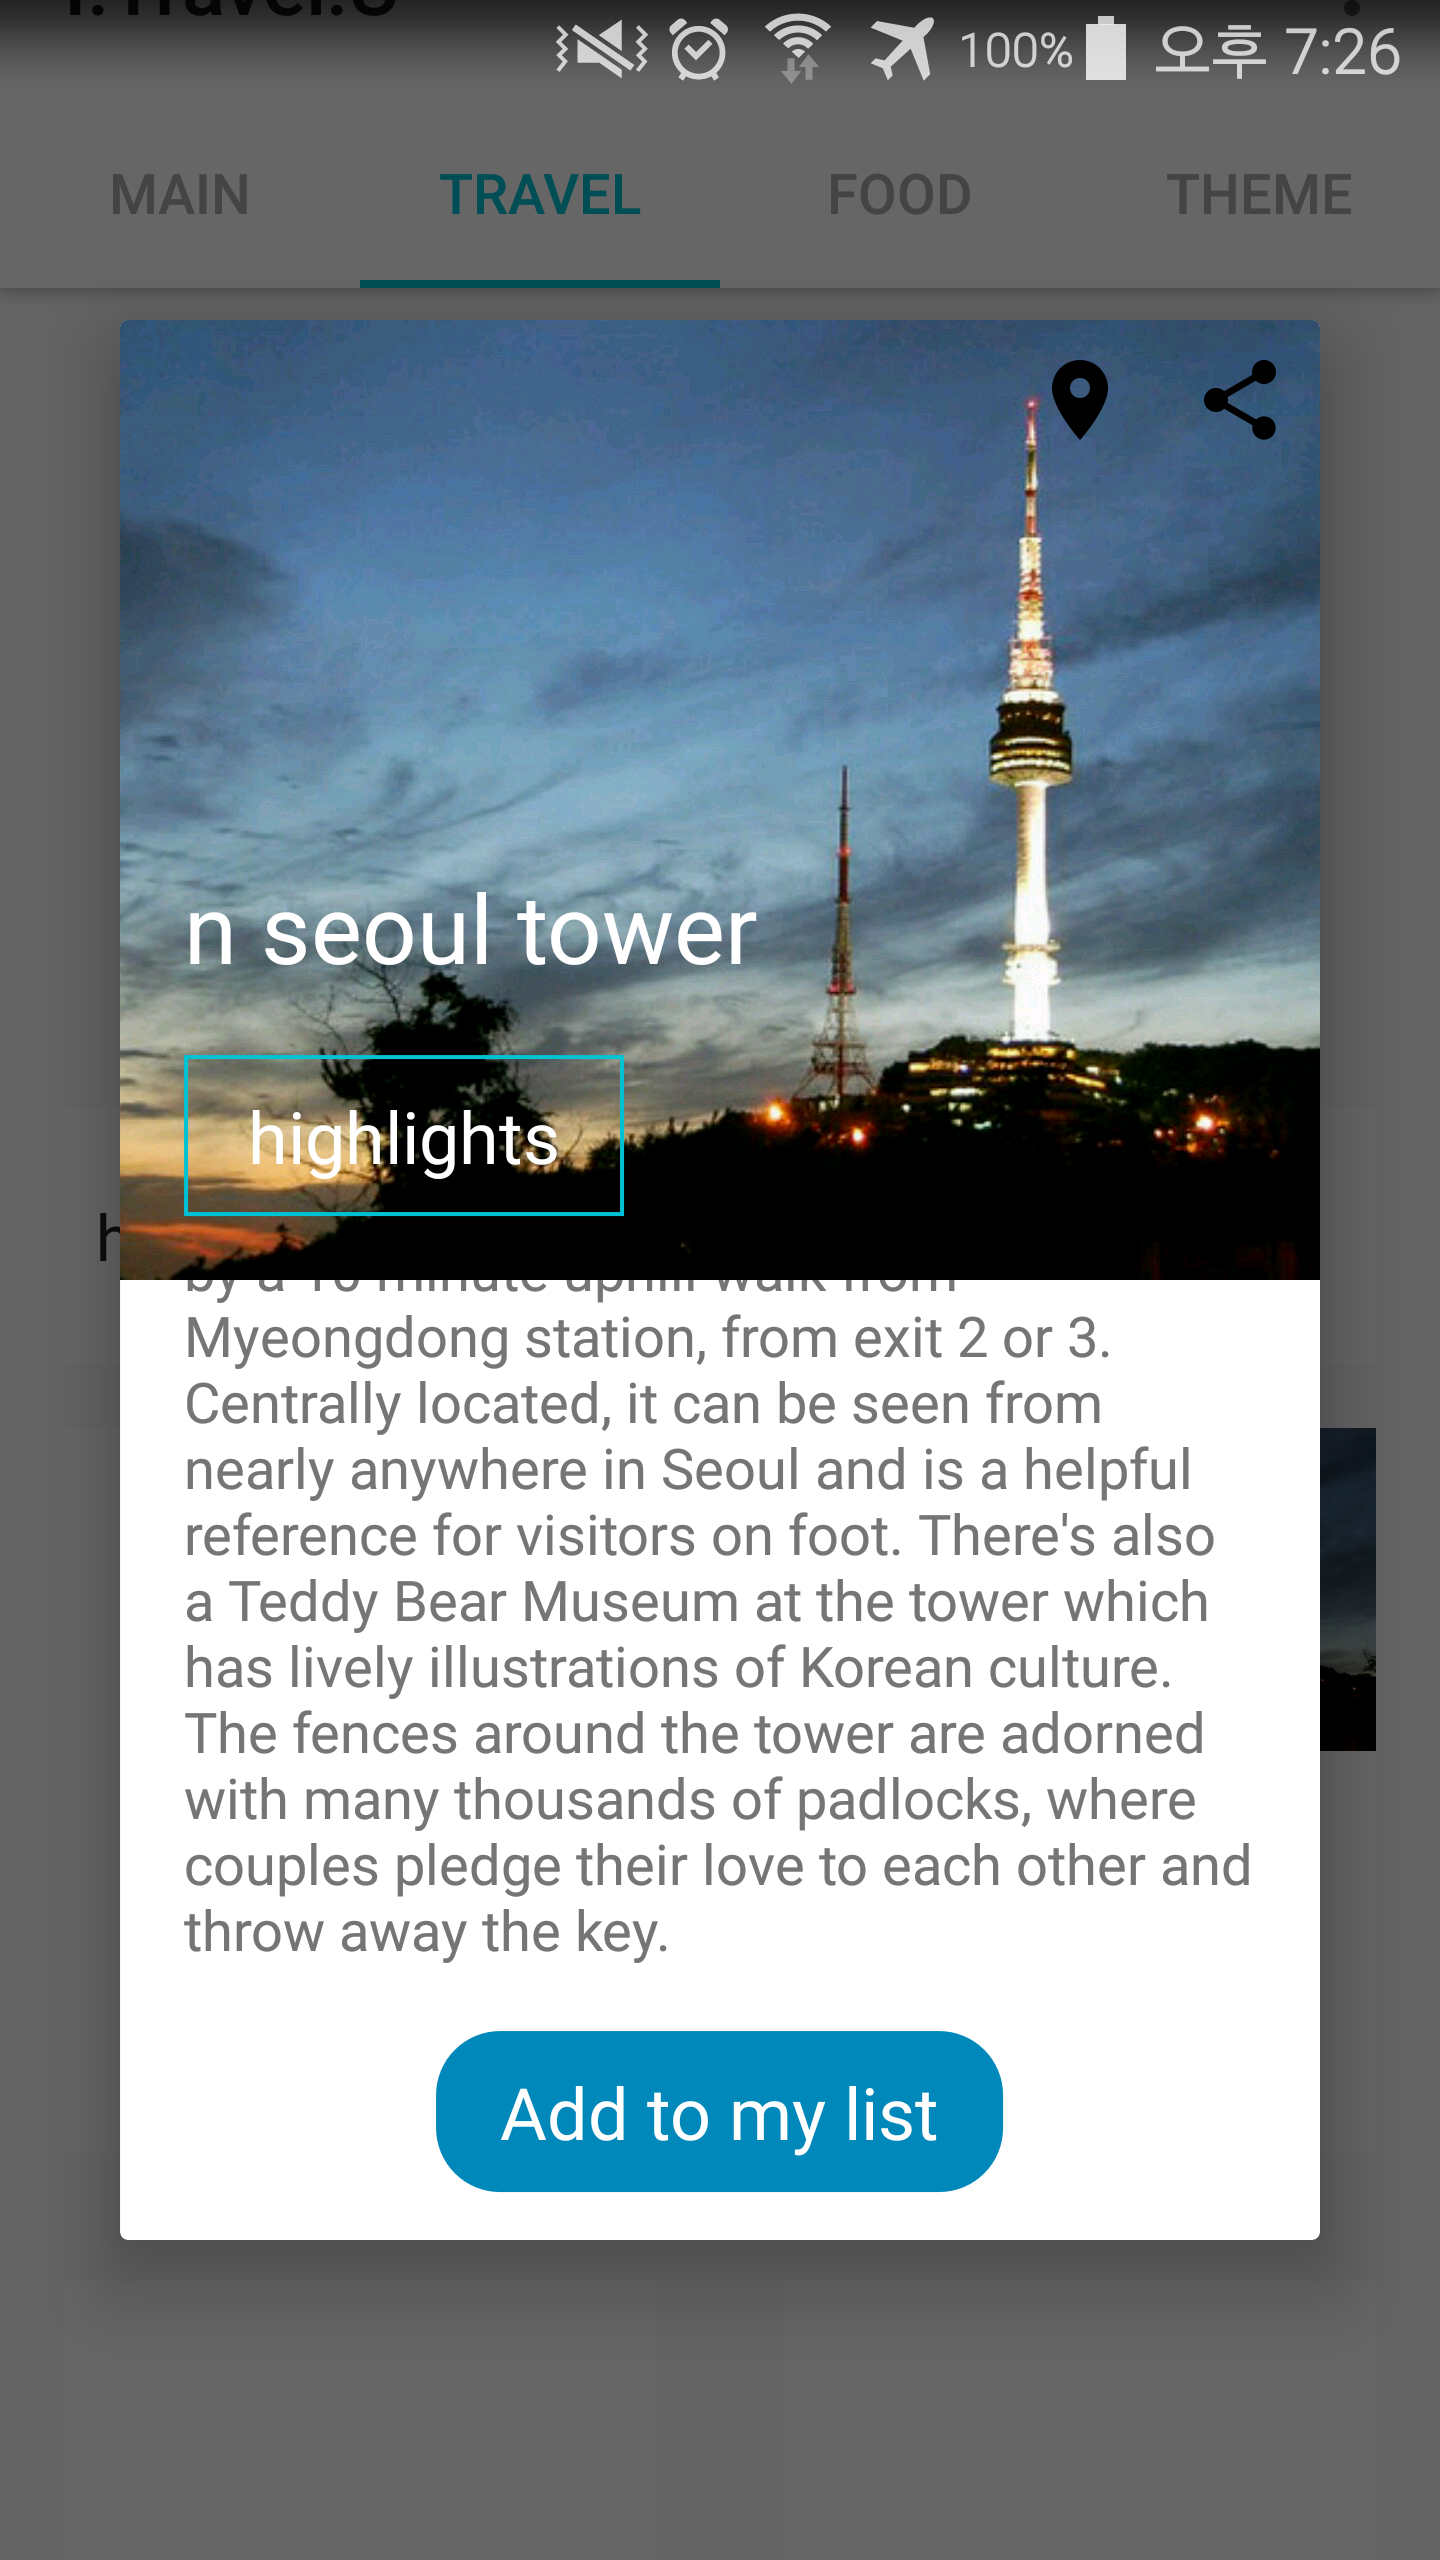 100% 오후 7:26
MAIN TRAVEL FOOD THEME
n seoul tower
highlights
uphill walk from
Myeongdong station, from exit 2 or 3.
Centrally located, it can be seen from
nearly anywhere in Seoul and is a helpful
reference for visitors on foot. There's also
a Teddy Bear Museum at the tower which
has lively illustrations of Korean culture.
The fences around the tower are adorned
with many thousands of padlocks, where
couples pledge their love to each other and
throw away the key.
Add to my list